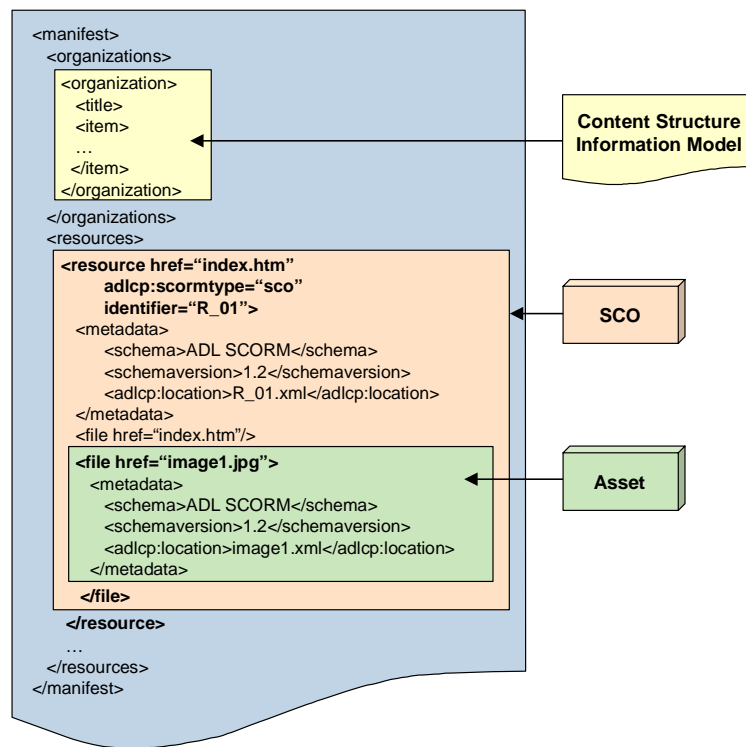 <manifest>
<organizations>
<organization>
<title>
<item>
…
</item>
</organization>
</organizations>
<resources>
<resource href=“index.htm”
adlcp:scormtype=“sco”
identifier=“R_01”>
<metadata>
<schema>ADL SCORM</schema>
<schemaversion>1.2</schemaversion>
<adlcp:location>R_01.xml</adlcp:location>
</metadata>
<file href=“index.htm”/>
<file href=“image1.jpg”>
<metadata>
<schema>ADL SCORM</schema>
<schemaversion>1.2</schemaversion>
<adlcp:location>image1.xml</adlcp:location>
</metadata>
</file>
</resource>
…
</resources>
</manifest>
Content Structure
Information Model
SCO
Asset